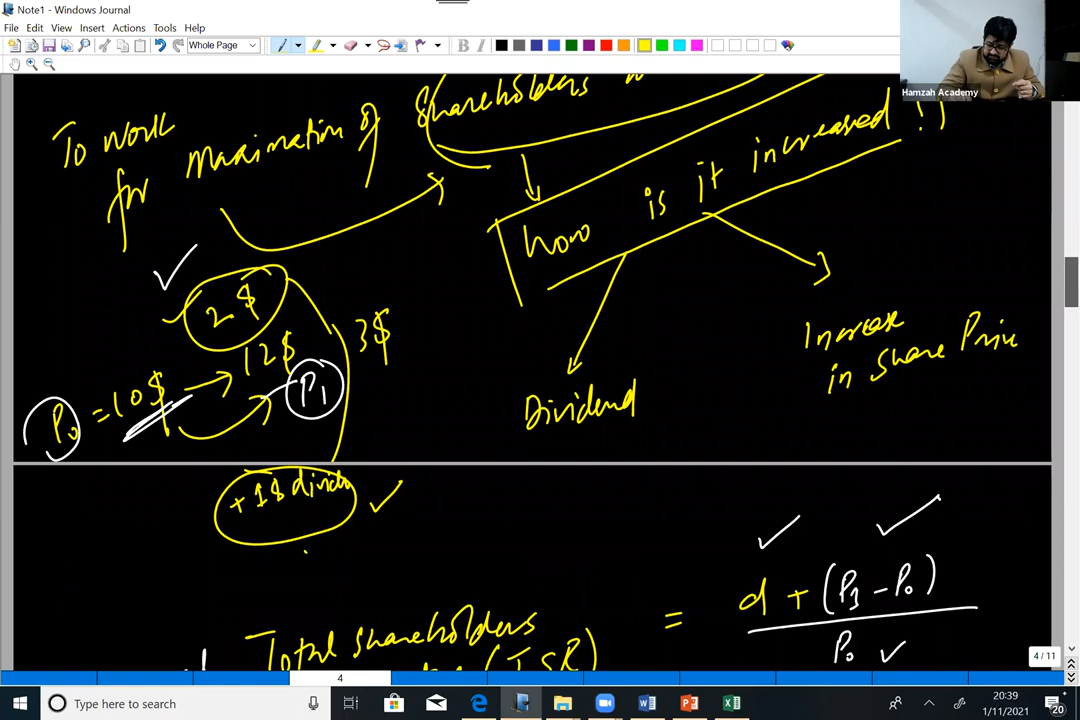 Note1 - Windows Journal
File Edit View Insert Actions Tools Help
Whole Page
B I U
Hamzah Academy
To work
for Maximation of Shareholders
how is it increased !!
2$
12$
3$
P0 = 10$
P1
Increase
in Share Price
Dividend
+ 1$
d + (P1 - P0)
Total shareholders =
P0
(TSR)
4
4 / 11
Type here to search
20:39
1/11/2021
20